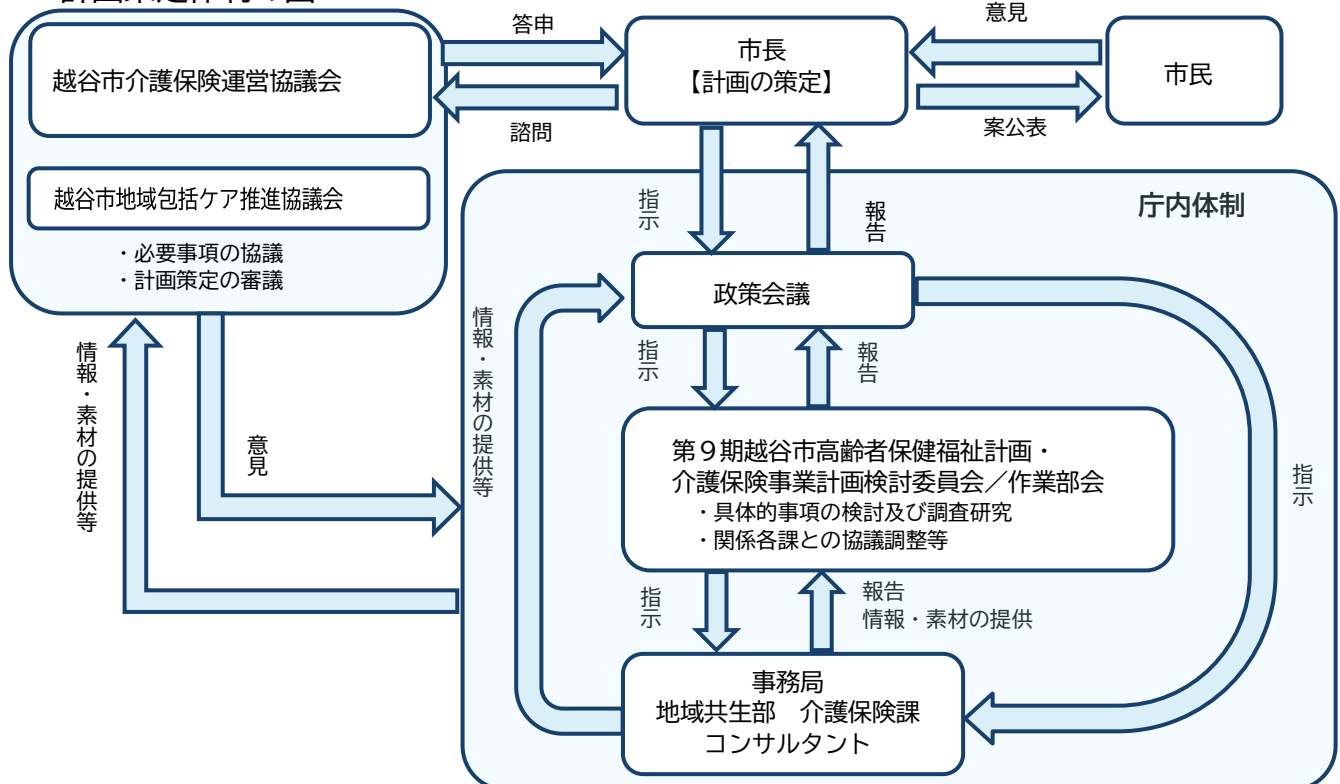 答申
意見
越谷市介護保険運営協議会
市長
【計画の策定】
市民
諮問
案公表
越谷市地域包括ケア推進協議会
・必要事項の協議
・計画策定の審議
庁内体制
指示
報告
政策会議
情報・素材の提供等
意見
情報・素材の提供等
指示
報告
第９期越谷市高齢者保健福祉計画・
介護保険事業計画検討委員会／作業部会
・具体的事項の検討及び調査研究
・関係各課との協議調整等
指示
指示
報告
情報・素材の提供
事務局
地域共生部　介護保険課
コンサルタント